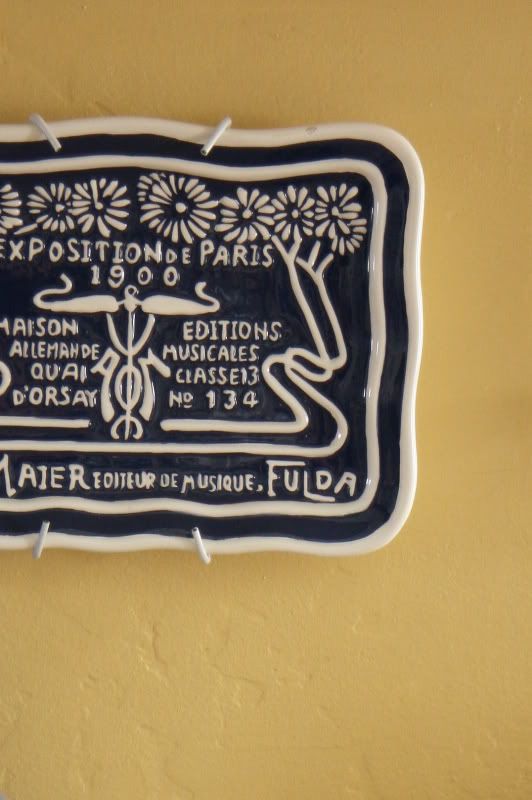 EXPOSITION DE PARIS
1900
MAISON
ALLEMANDE
QUAI
D'ORSAY
EDITIONS
MUSICALES
CLASSE 13
No 134
MAIER EDITEUR DE MUSIQUE, FULDA